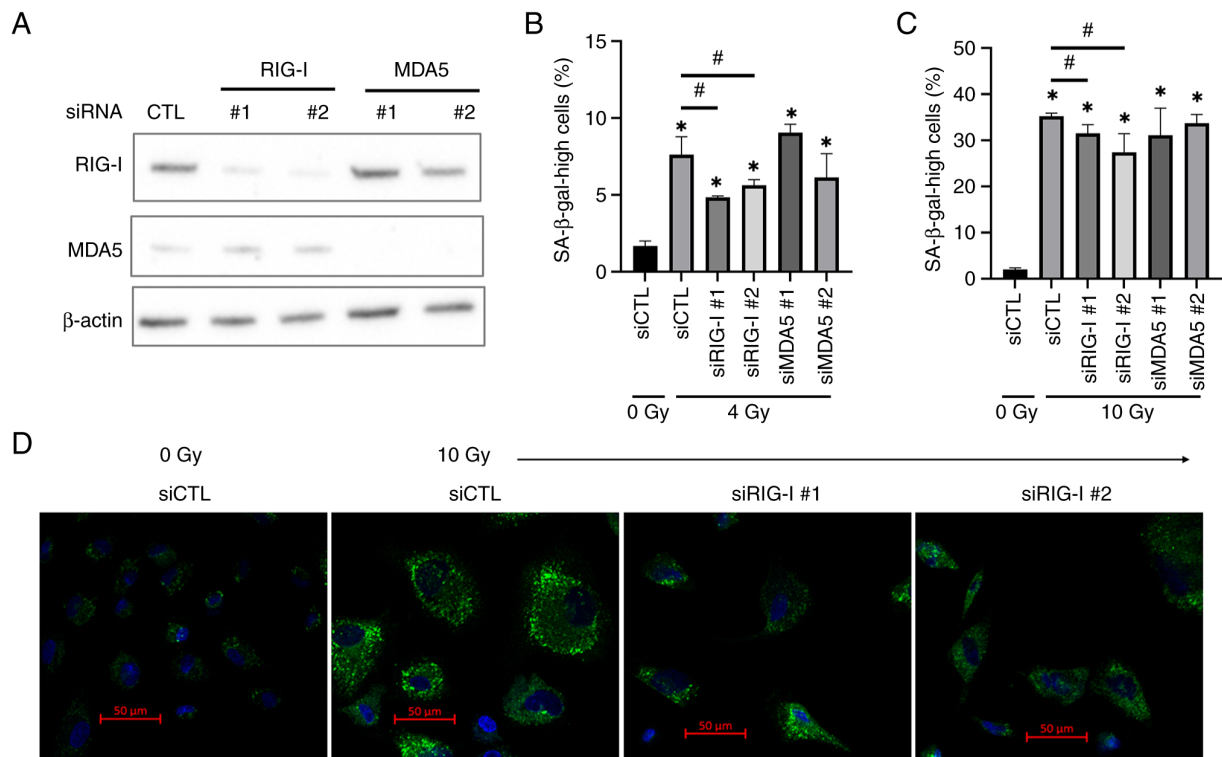 A
RIG-I MDA5
siRNA CTL #1 #2 #1 #2
RIG-I
MDA5
β-actin
B
SA-β-gal-high cells (%)
15
10
5
0
#
#
* * * * *
siCTL siCTL siRIG-I #1 siRIG-I #2 siMDA5 #1 siMDA5 #2
0 Gy 4 Gy
C
SA-β-gal-high cells (%)
50
40
30
20
10
0
#
#
* * * * *
siCTL siCTL siRIG-I #1 siRIG-I #2 siMDA5 #1 siMDA5 #2
0 Gy 10 Gy
D
0 Gy 10 Gy
siCTL siCTL siRIG-I #1 siRIG-I #2
50 µm 50 µm 50 µm 50 µm